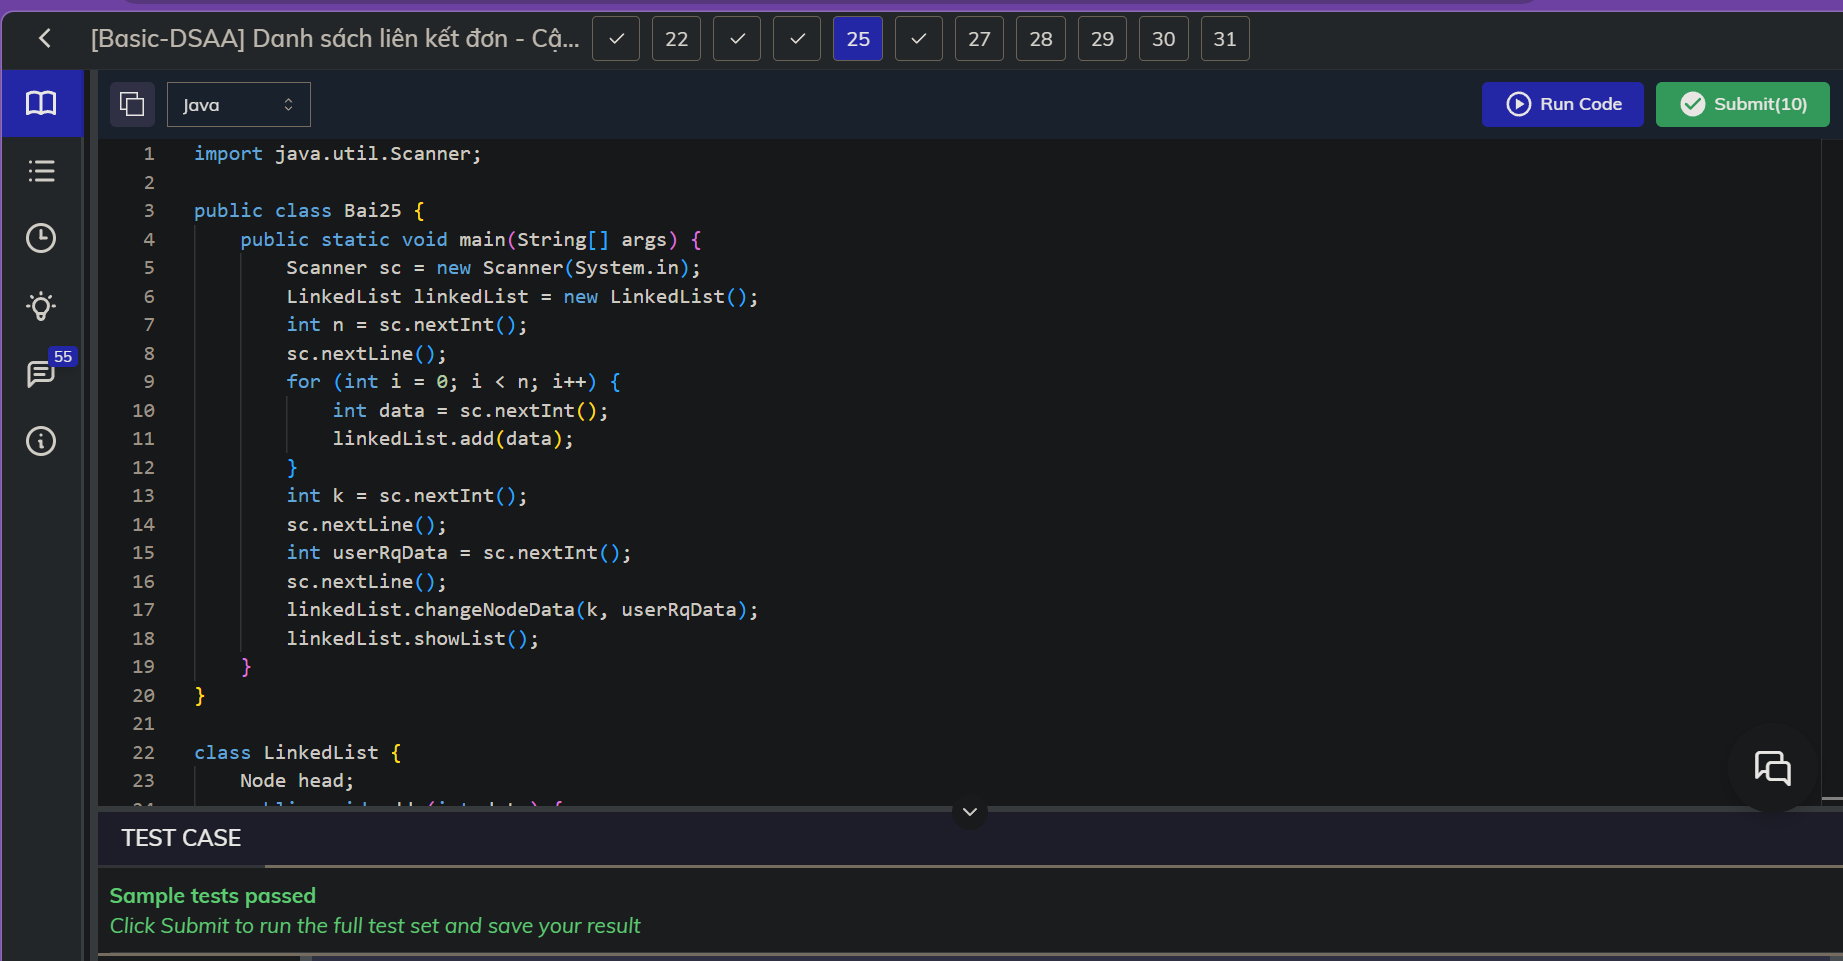 [Basic-DSAA] Danh sách liên kết đơn - Cậ... 22 25 27 28 29 30 31
Java Run Code Submit(10)
55
1 import java.util.Scanner;
2
3 public class Bai25 {
4 public static void main(String[] args) {
5 Scanner sc = new Scanner(System.in);
6 LinkedList linkedList = new LinkedList();
7 int n = sc.nextInt();
8 sc.nextLine();
9 for (int i = 0; i < n; i++) {
10 int data = sc.nextInt();
11 linkedList.add(data);
12 }
13 int k = sc.nextInt();
14 sc.nextLine();
15 int userRqData = sc.nextInt();
16 sc.nextLine();
17 linkedList.changeNodeData(k, userRqData);
18 linkedList.showList();
19 }
20 }
21
22 class LinkedList {
23 Node head;
TEST CASE
Sample tests passed
Click Submit to run the full test set and save your result